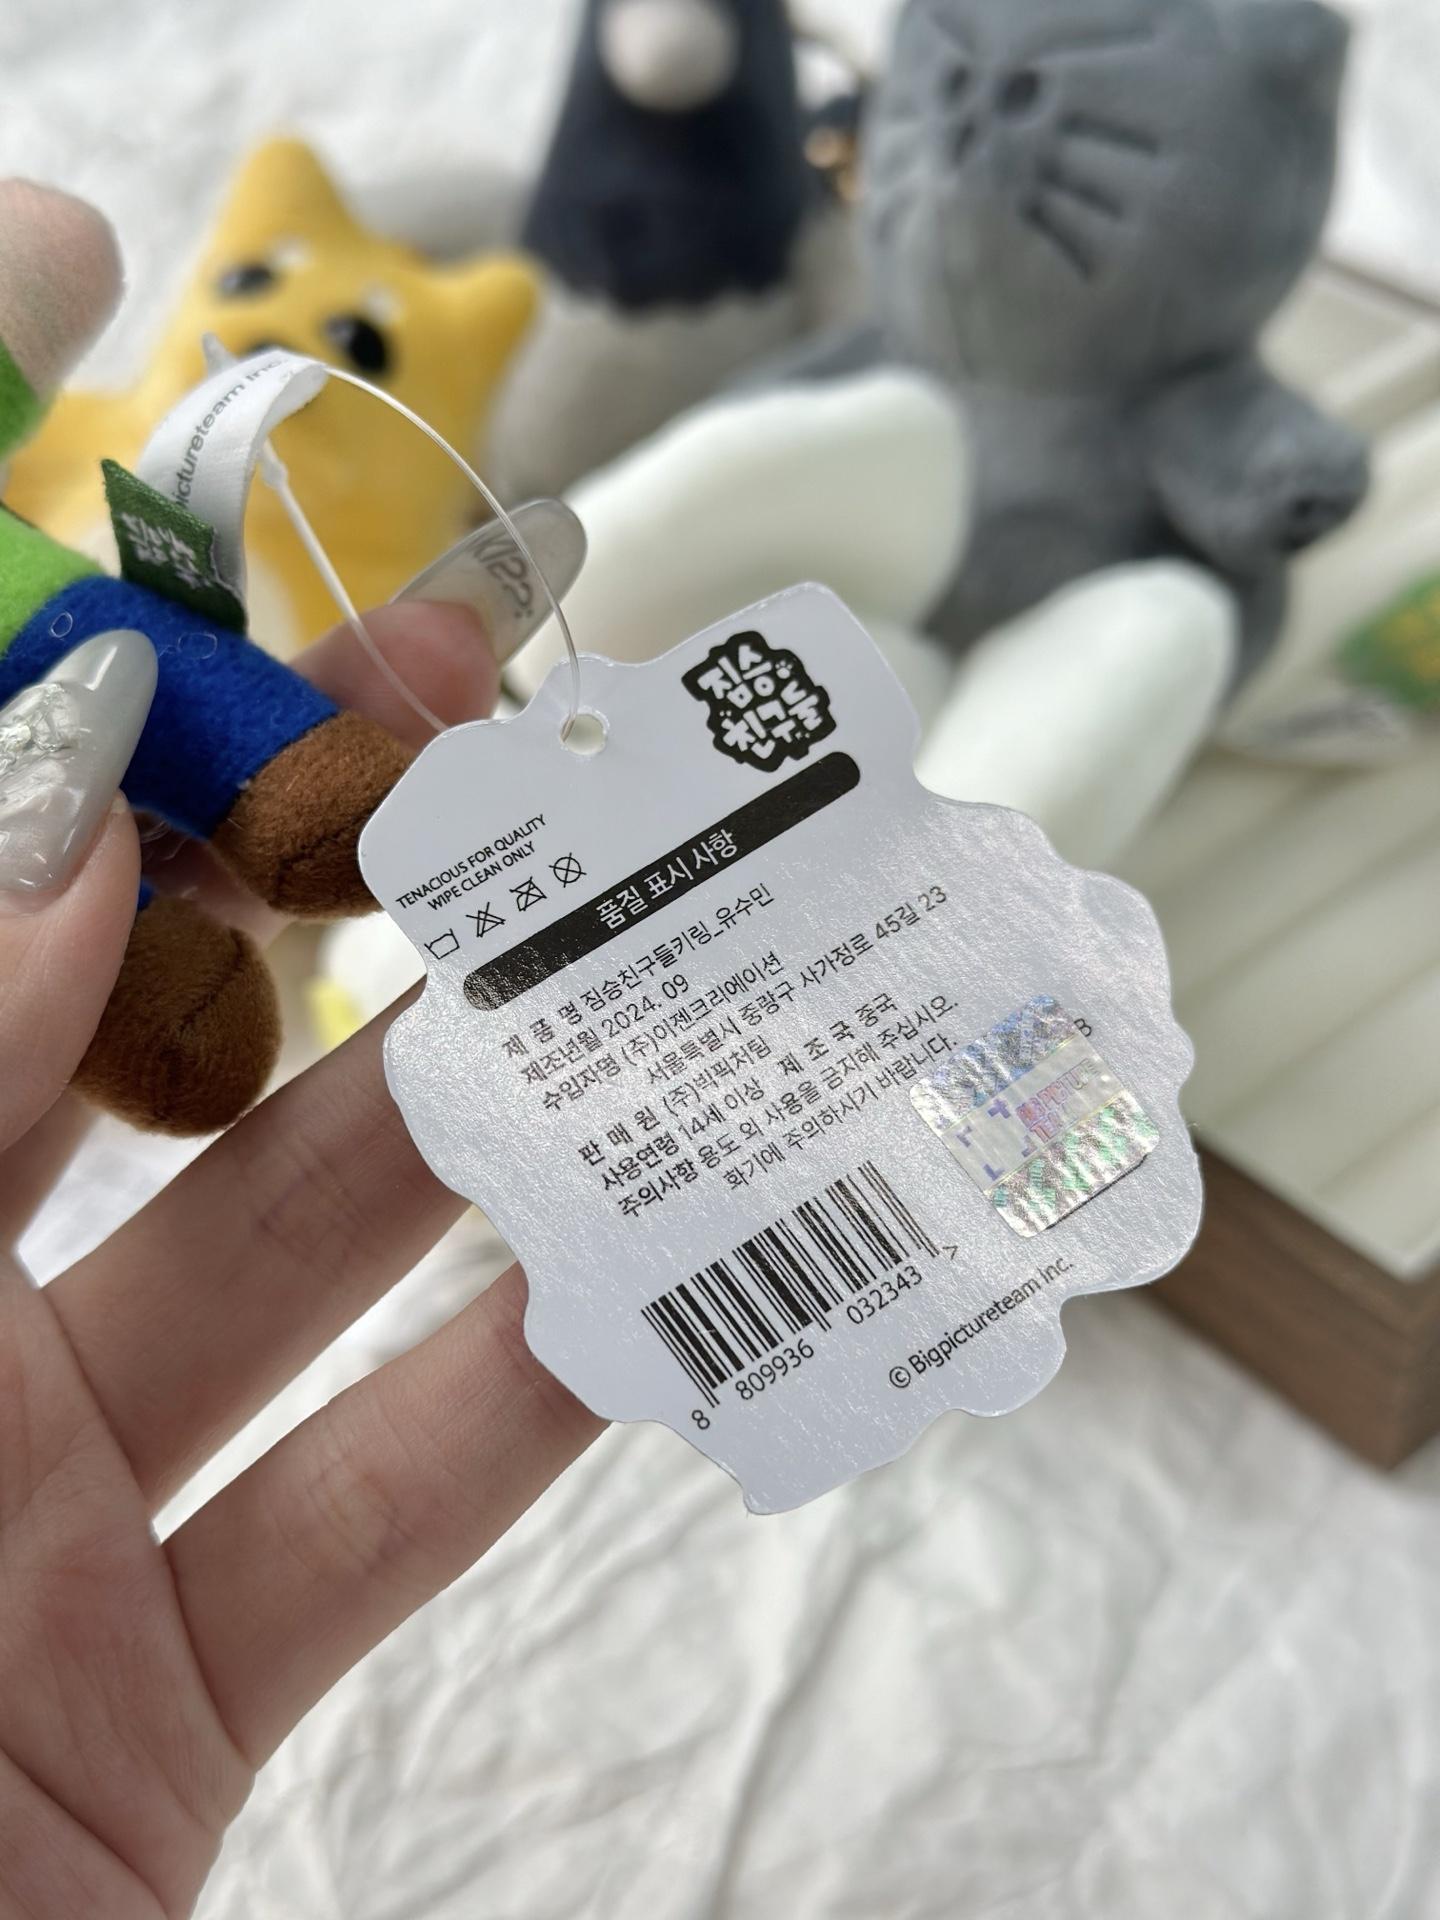 pictureteam Inc.
짐승
친구들
TENACIOUS FOR QUALITY
WIPE CLEAN ONLY
품질 표시 사항
제 품 명 짐승친구들키링_유수민
제조년월 2024. 09
수입자명 (주)이젠크리에이션
서울특별시 중랑구 사가정로 45길 23
판 매 원 (주)빅픽처팀 제 조 국 중국
사용연령 14세 이상
주의사항 용도 외 사용을 금지해 주십시오.
화기에 주의하시기 바랍니다.
B
8 809936 032343 >
© Bigpictureteam Inc.